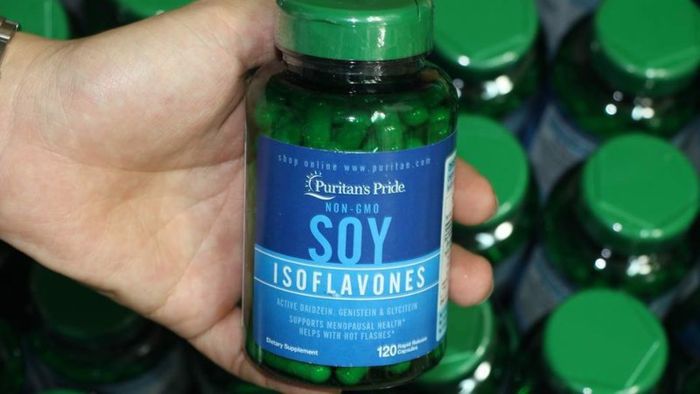 shop online www.puritan.com
Puritan's Pride
NON-GMO
SOY
ISOFLAVONES
ACTIVE DAIDZEIN, GENISTEIN & GLYCITEIN
SUPPORTS MENOPAUSAL HEALTH*
HELPS WITH HOT FLASHES*
Dietary Supplement
120 Rapid Release
Capsules